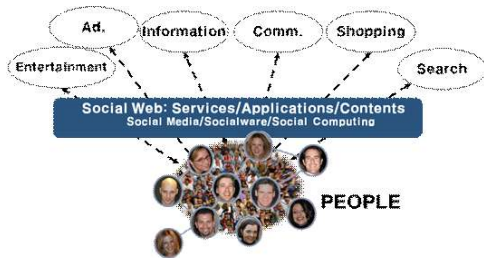 Ad.
Information
Comm.
Shopping
Entertainment
Search
Social Web: Services/Applications/Contents
Social Media/Socialware/Social Computing
PEOPLE